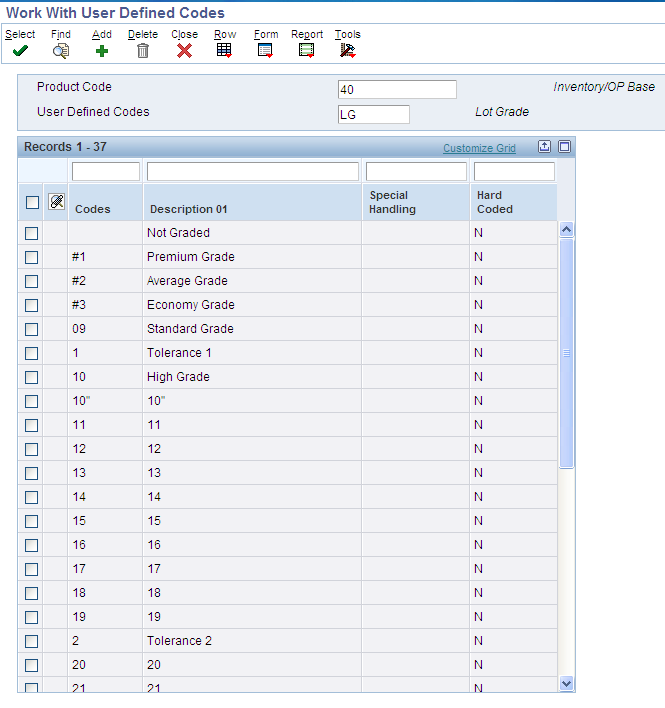 Work With User Defined Codes
Select Find Add Delete Close Row Form Report Tools
Product Code 40 Inventory/OP Base
User Defined Codes LG Lot Grade
Records 1 - 37 Customize Grid
Codes Description 01 Special Handling Hard Coded
Not Graded N
#1 Premium Grade N
#2 Average Grade N
#3 Economy Grade N
09 Standard Grade N
1 Tolerance 1 N
10 High Grade N
10" 10" N
11 11 N
12 12 N
13 13 N
14 14 N
15 15 N
16 16 N
17 17 N
18 18 N
19 19 N
2 Tolerance 2 N
20 20 N
21 21 N